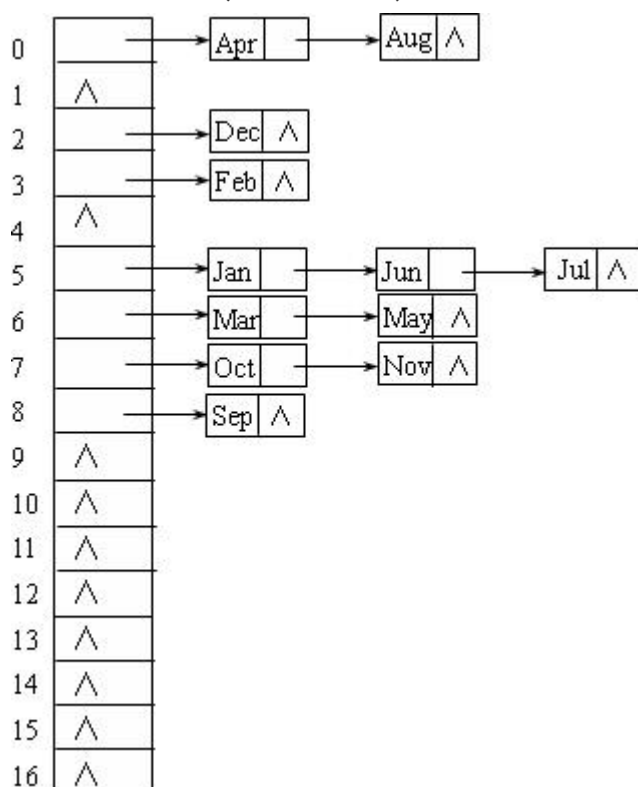 0 Apr Aug ∧
1 ∧
2 Dec ∧
3 Feb ∧
4 ∧
5 Jan Jun Jul ∧
6 Mar May ∧
7 Oct Nov ∧
8 Sep ∧
9 ∧
10 ∧
11 ∧
12 ∧
13 ∧
14 ∧
15 ∧
16 ∧